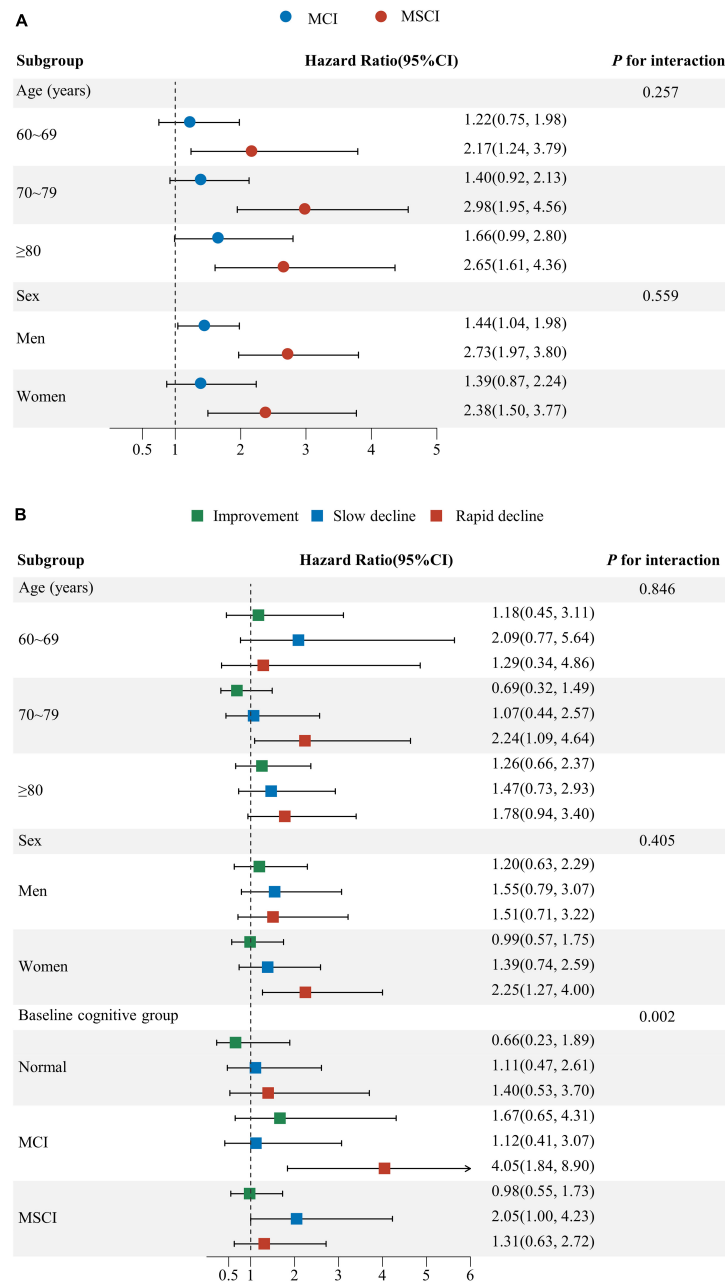 A
MCI MSCI
Subgroup Hazard Ratio(95%CI) P for interaction
Age (years) 0.257
60~69
1.22(0.75, 1.98)
2.17(1.24, 3.79)
70~79
1.40(0.92, 2.13)
2.98(1.95, 4.56)
≥80
1.66(0.99, 2.80)
2.65(1.61, 4.36)
Sex 0.559
Men
1.44(1.04, 1.98)
2.73(1.97, 3.80)
Women
1.39(0.87, 2.24)
2.38(1.50, 3.77)
0.5 1 2 3 4 5
B
Improvement Slow decline Rapid decline
Subgroup Hazard Ratio(95%CI) P for interaction
Age (years) 0.846
60~69
1.18(0.45, 3.11)
2.09(0.77, 5.64)
1.29(0.34, 4.86)
70~79
0.69(0.32, 1.49)
1.07(0.44, 2.57)
2.24(1.09, 4.64)
≥80
1.26(0.66, 2.37)
1.47(0.73, 2.93)
1.78(0.94, 3.40)
Sex 0.405
Men
1.20(0.63, 2.29)
1.55(0.79, 3.07)
1.51(0.71, 3.22)
Women
0.99(0.57, 1.75)
1.39(0.74, 2.59)
2.25(1.27, 4.00)
Baseline cognitive group 0.002
Normal
0.66(0.23, 1.89)
1.11(0.47, 2.61)
1.40(0.53, 3.70)
MCI
1.67(0.65, 4.31)
1.12(0.41, 3.07)
4.05(1.84, 8.90)
MSCI
0.98(0.55, 1.73)
2.05(1.00, 4.23)
1.31(0.63, 2.72)
0.5 1 2 3 4 5 6